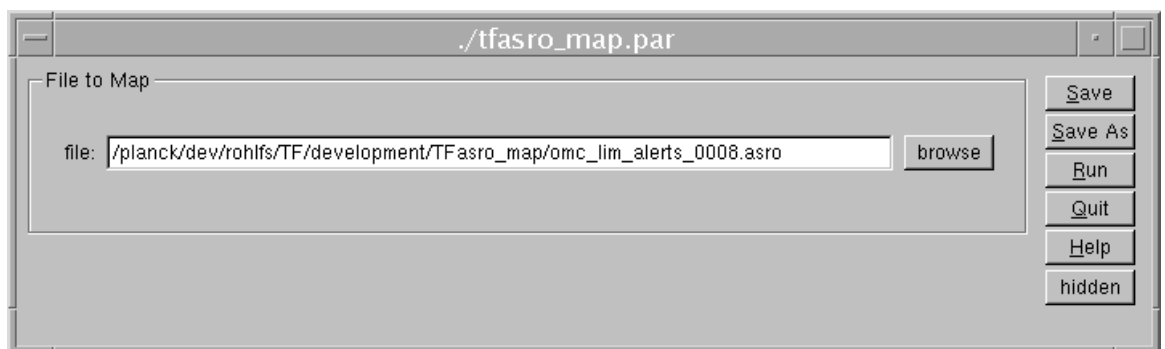 ./tfasro_map.par
File to Map
file: /planck/dev/rohlfs/TF/development/TFasro_map/omc_lim_alerts_0008.asro browse
Save
Save As
Run
Quit
Help
hidden